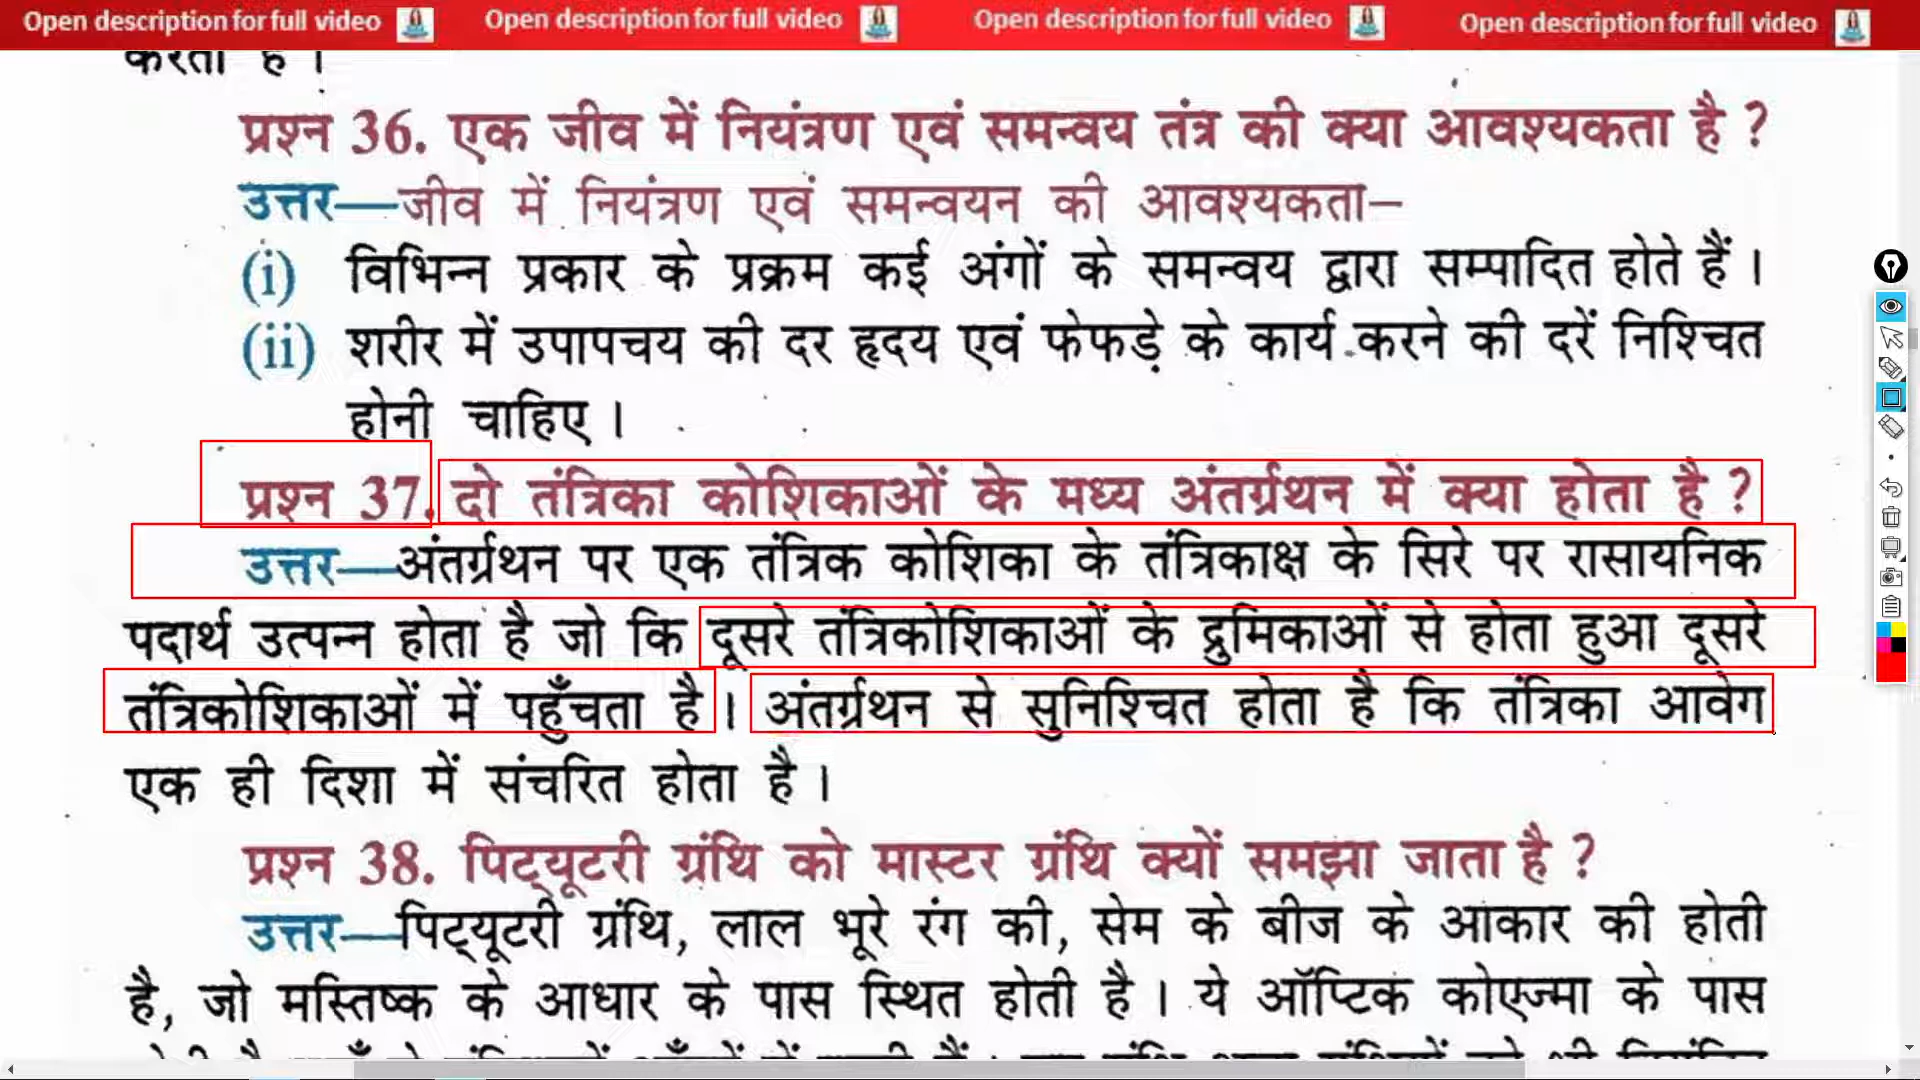 Open description for full video Open description for full video Open description for full video Open description for full video
करता है ।
प्रश्न 36. एक जीव में नियंत्रण एवं समन्वय तंत्र की क्या आवश्यकता है ?
उत्तर—जीव में नियंत्रण एवं समन्वयन की आवश्यकता—
(i) विभिन्न प्रकार के प्रक्रम कई अंगों के समन्वय द्वारा सम्पादित होते हैं ।
(ii) शरीर में उपापचय की दर हृदय एवं फेफड़े के कार्य करने की दरें निश्चित
होनी चाहिए ।
प्रश्न 37. दो तंत्रिका कोशिकाओं के मध्य अंतर्ग्रथन में क्या होता है ?
उत्तर—अंतर्ग्रथन पर एक तंत्रिक कोशिका के तंत्रिकाक्ष के सिरे पर रासायनिक
पदार्थ उत्पन्न होता है जो कि दूसरे तंत्रिकोशिकाओं के द्रुमिकाओं से होता हुआ दूसरे
तंत्रिकोशिकाओं में पहुँचता है । अंतर्ग्रथन से सुनिश्चित होता है कि तंत्रिका आवेग
एक ही दिशा में संचरित होता है ।
प्रश्न 38. पिट्यूटरी ग्रंथि को मास्टर ग्रंथि क्यों समझा जाता है ?
उत्तर—पिट्यूटरी ग्रंथि, लाल भूरे रंग की, सेम के बीज के आकार की होती
है, जो मस्तिष्क के आधार के पास स्थित होती है । ये ऑप्टिक कोएज्मा के पास